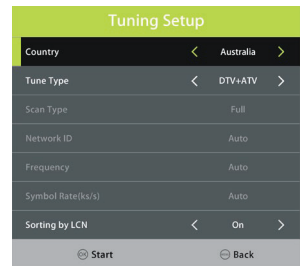 Tuning Setup
Country < Australia >
Tune Type < DTV+ATV >
Scan Type Full
Network ID Auto
Frequency Auto
Symbol Rate(ks/s) Auto
Sorting by LCN < On >
Start Back